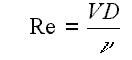 Re = VD / ν